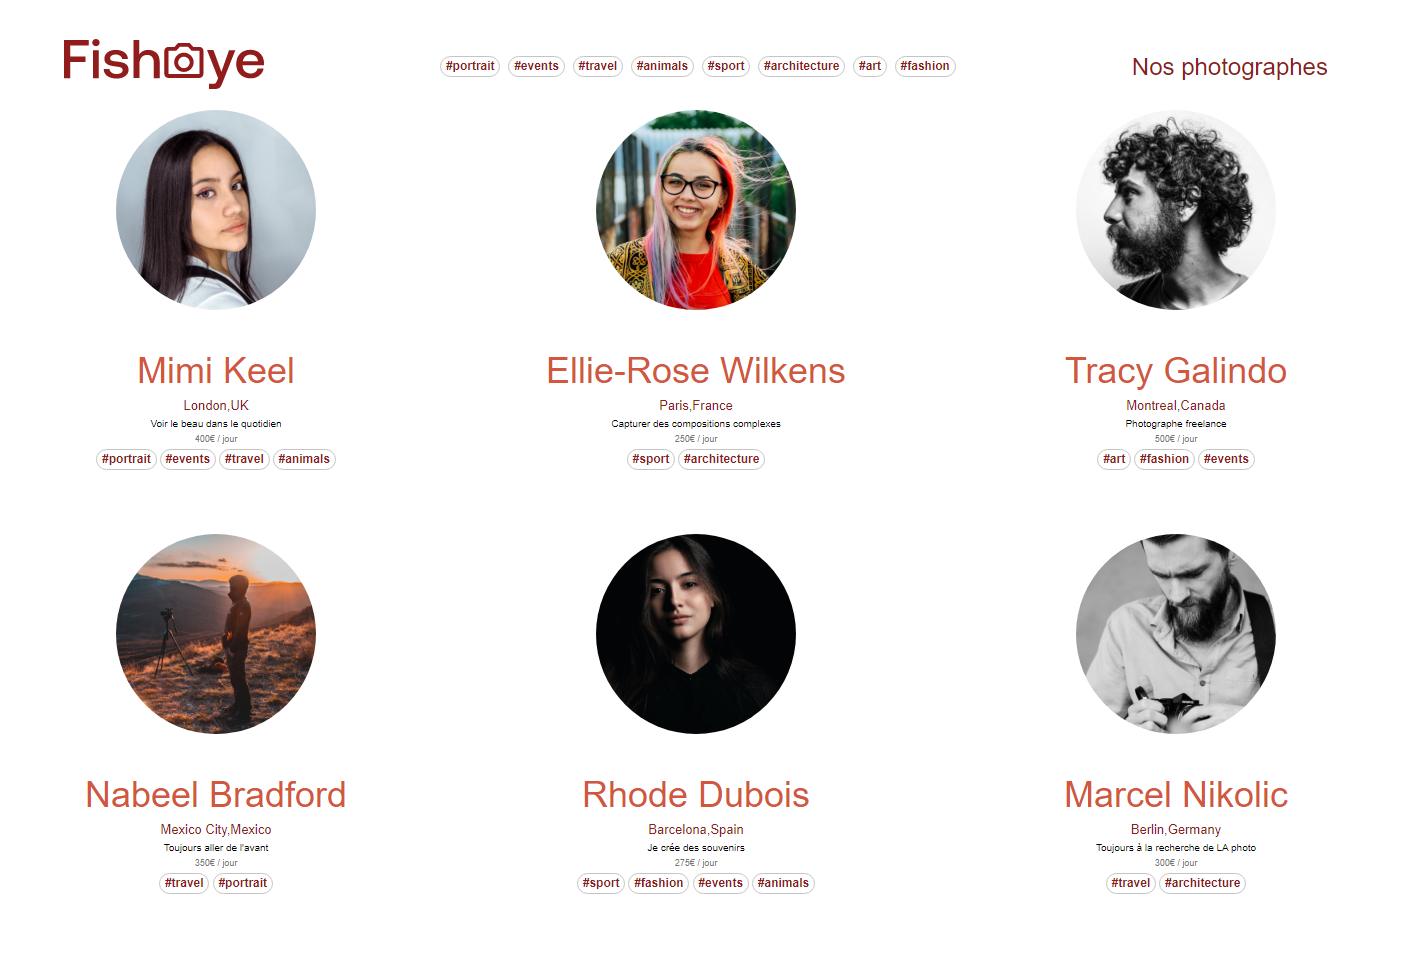 Fisheye
#portrait #events #travel #animals #sport #architecture #art #fashion
Nos photographes
Mimi Keel
London,UK
Voir le beau dans le quotidien
400€ / jour
#portrait #events #travel #animals
Ellie-Rose Wilkens
Paris,France
Capturer des compositions complexes
250€ / jour
#sport #architecture
Tracy Galindo
Montreal,Canada
Photographe freelance
500€ / jour
#art #fashion #events
Nabeel Bradford
Mexico City,Mexico
Toujours aller de l'avant
350€ / jour
#travel #portrait
Rhode Dubois
Barcelona,Spain
Je crée des souvenirs
275€ / jour
#sport #fashion #events #animals
Marcel Nikolic
Berlin,Germany
Toujours à la recherche de LA photo
300€ / jour
#travel #architecture